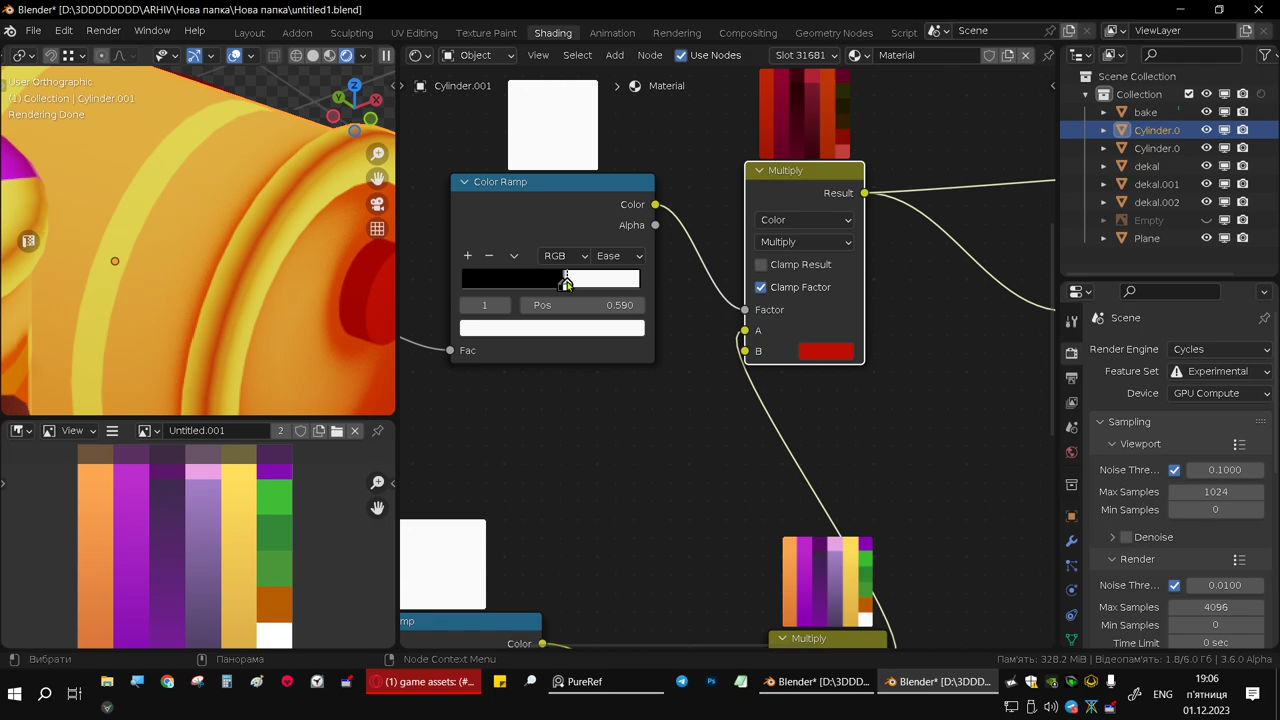 Blender* [D:\3DDDDDDDD\ARHIV\Нова папка\Нова папка\untitled1.blend]
File Edit Render Window Help Layout Addon Sculpting UV Editing Texture Paint Shading Animation Rendering Compositing Geometry Nodes Scripting Scene ViewLayer
Object View Select Add Node Use Nodes Slot 316В1 Material
User Orthographic
(1) Collection | Cylinder.001
Rendering Done
Cylinder.001 > Material
Color Ramp
Color
Alpha
RGB Ease
1 Pos 0.590
Fac
Multiply
Result
Color
Multiply
Clamp Result
Clamp Factor
Factor
A
B
View Untitled.001 2
mp
Color
Multiply
Scene Collection
Collection
bake
Cylinder.0
Cylinder.0
dekal
dekal.001
dekal.002
Empty
Plane
Scene
Render Engine Cycles
Feature Set Experimental
Device GPU Compute
Sampling
Viewport
Noise Thre... 0.1000
Max Samples 1024
Min Samples 0
Denoise
Render
Noise Thre... 0.0100
Max Samples 4096
Min Samples 0
Time Limit 0 sec
Вибрати Панорама Node Context Menu Пам'ять: 328.2 MiB | Відеопам'ять: 1.8/6.0 Гб | 3.6.0 Alpha
(1) game assets: (#... PureRef Blender* [D:\3DDD... Blender* [D:\3DDD... 19:06
ENG п'ятниця
01.12.2023